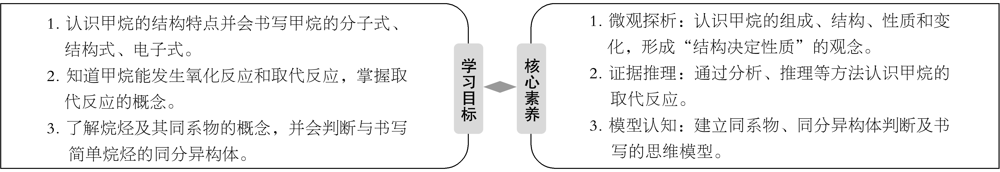 1. 认识甲烷的结构特点并会书写甲烷的分子式、
结构式、电子式。
2. 知道甲烷能发生氧化反应和取代反应，掌握取
代反应的概念。
3. 了解烷烃及其同系物的概念，并会判断与书写
简单烷烃的同分异构体。
学习目标
核心素养
1. 微观探析：认识甲烷的组成、结构、性质和变
化，形成“结构决定性质”的观念。
2. 证据推理：通过分析、推理等方法认识甲烷的
取代反应。
3. 模型认知：建立同系物、同分异构体判断及书
写的思维模型。